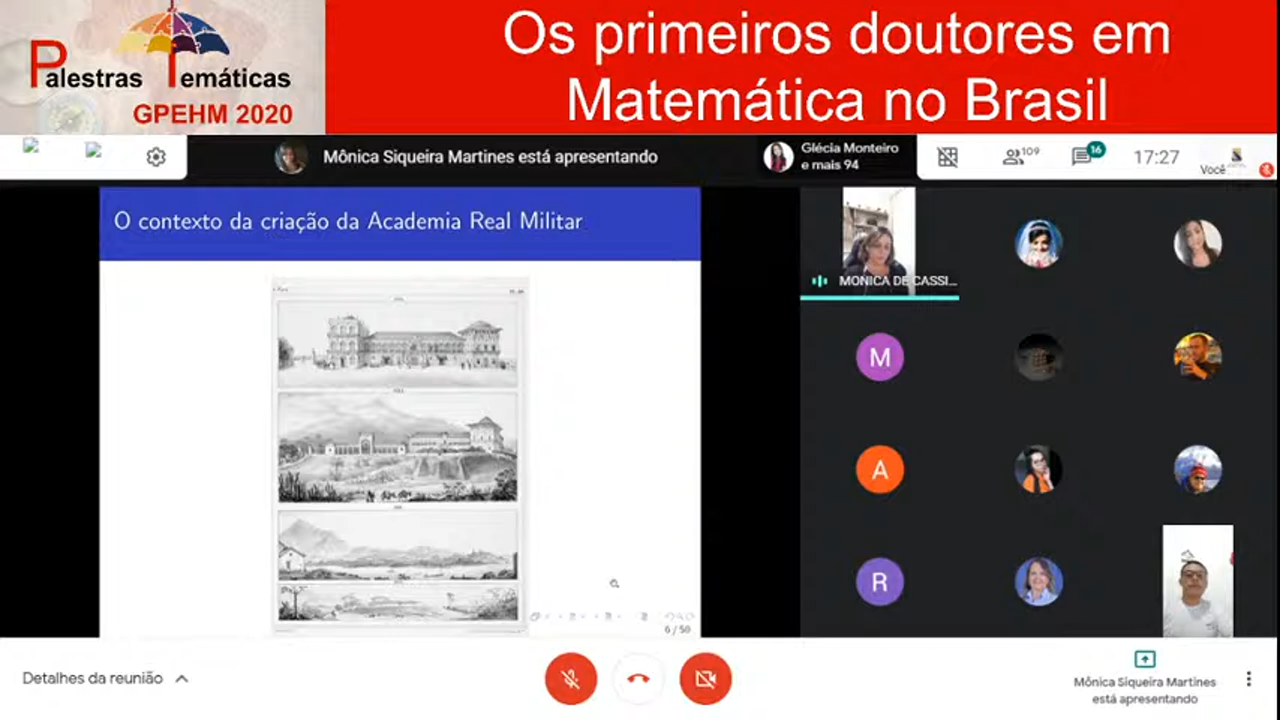 Palestras Temáticas
GPEHM 2020
Os primeiros doutores em
Matemática no Brasil
Mônica Siqueira Martines está apresentando
Glécia Monteiro
e mais 94
109
16
17:27
Você
O contexto da criação da Academia Real Militar
MONICA DE CASSI...
M
A
R
6 / 50
Detalhes da reunião
Mônica Siqueira Martines
está apresentando